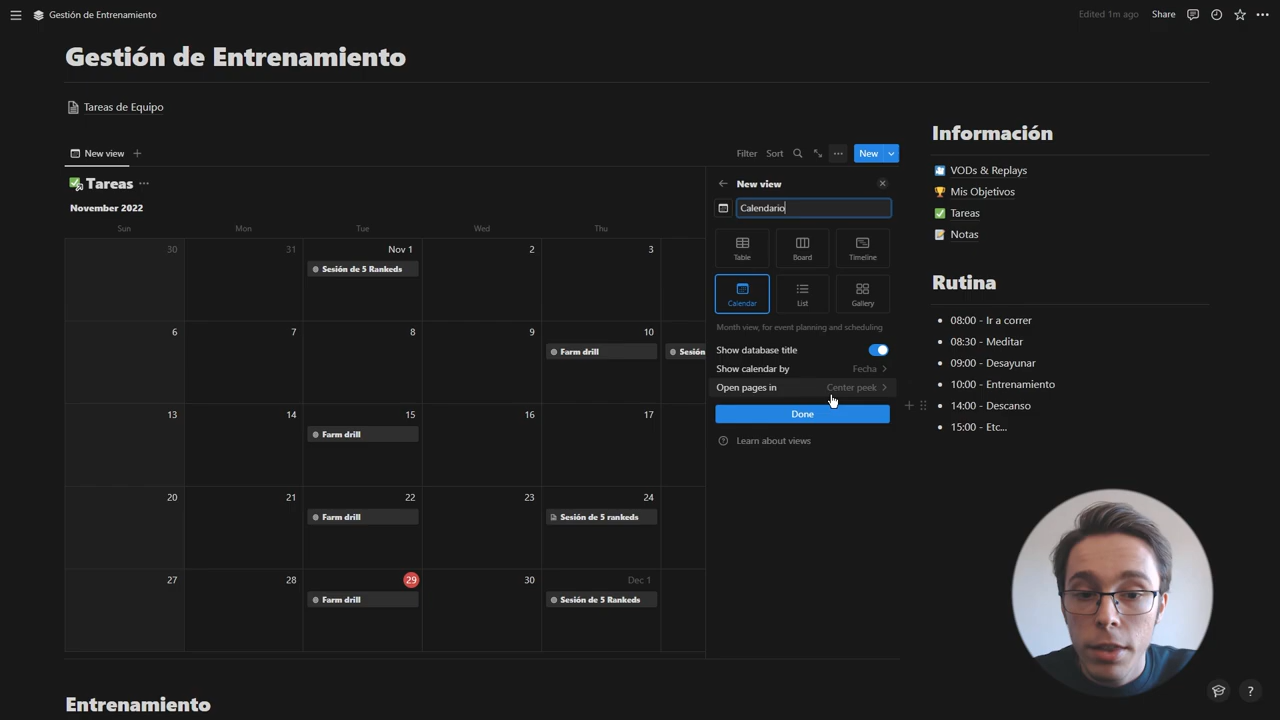 Gestión de Entrenamiento
Edited 1m ago
Share
Gestión de Entrenamiento
Tareas de Equipo
New view
Filter
Sort
New
Tareas
November 2022
Sun
Mon
Tue
Wed
Thu
30
31
Nov 1
2
3
Sesión de 5 Rankeds
6
7
8
9
10
Farm drill
Sesión
13
14
15
16
17
Farm drill
20
21
22
23
24
Farm drill
Sesión de 5 rankeds
27
28
29
30
Dec 1
Farm drill
Sesión de 5 Rankeds
New view
Calendario
Table
Board
Timeline
Calendar
List
Gallery
Month view, for event planning and scheduling
Show database title
Show calendar by
Fecha
Open pages in
Center peek
Done
Learn about views
Información
VODs & Replays
Mis Objetivos
Tareas
Notas
Rutina
08:00 - Ir a correr
08:30 - Meditar
09:00 - Desayunar
10:00 - Entrenamiento
14:00 - Descanso
15:00 - Etc...
Entrenamiento
?